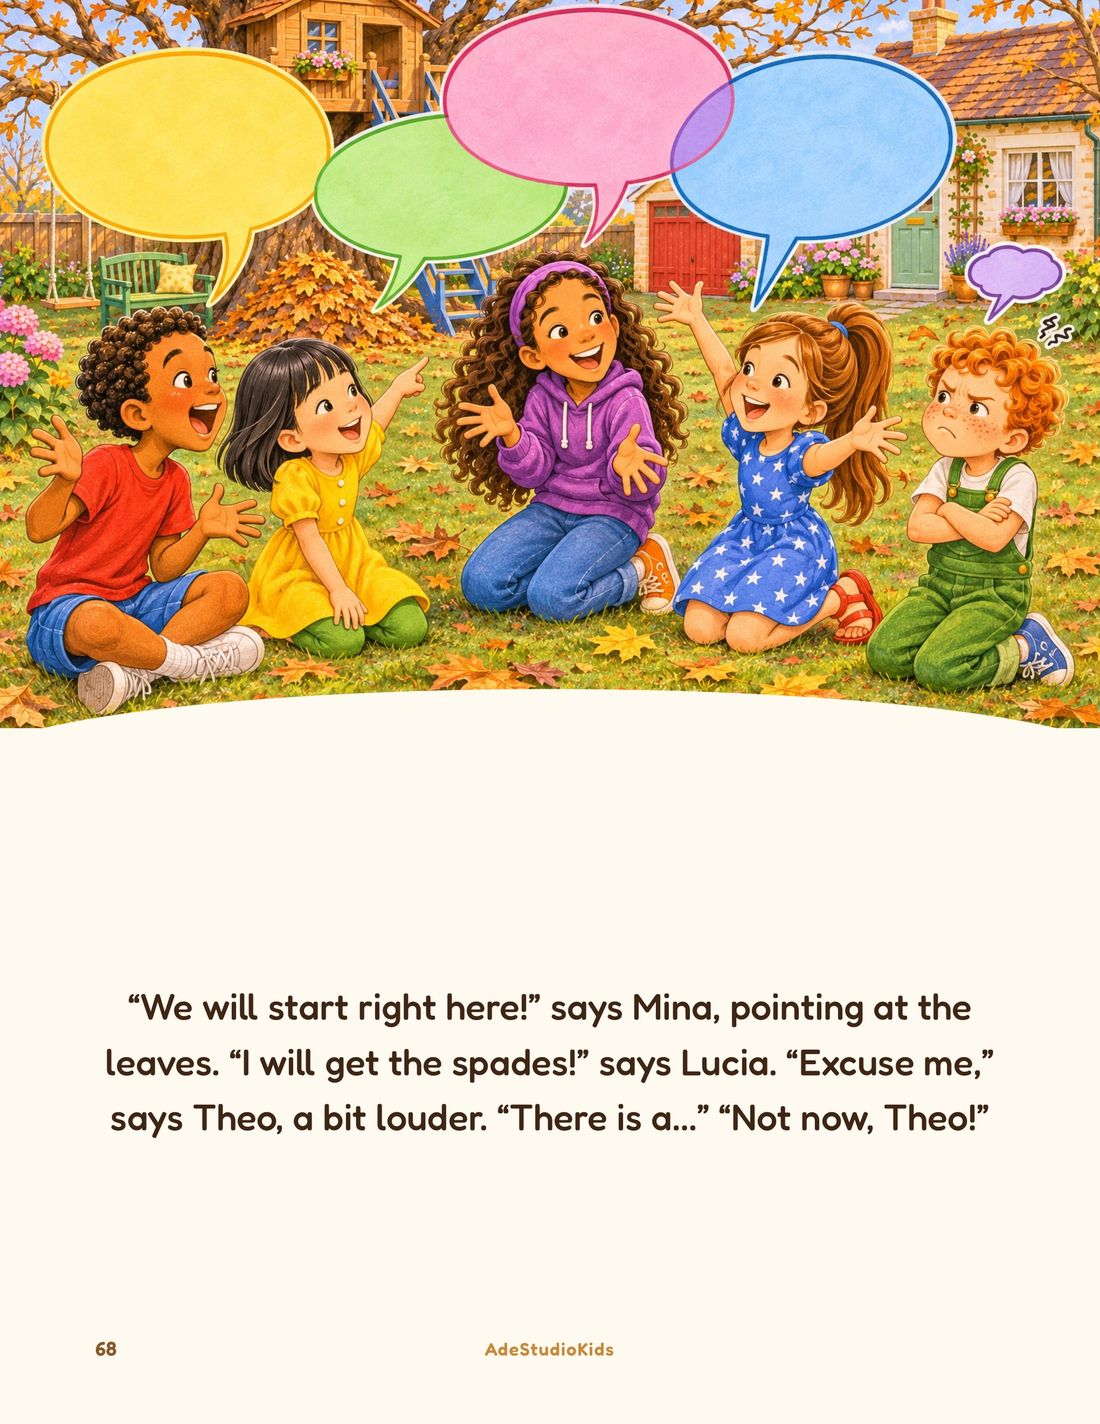 “We will start right here!” says Mina, pointing at the
leaves. “I will get the spades!” says Lucia. “Excuse me,”
says Theo, a bit louder. “There is a...” “Not now, Theo!”
68
AdeStudioKids